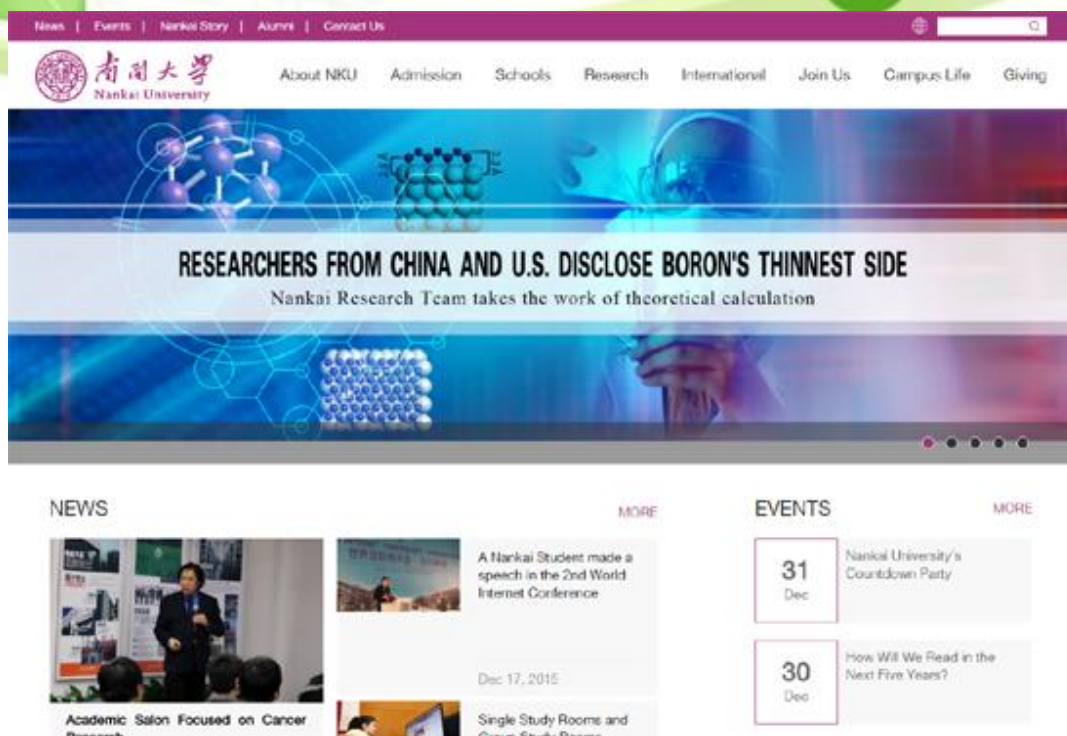 News | Events | Nankai Story | Alumni | Contact Us
南開大學
Nankai University
About NKU Admission Schools Research International Join Us Campus Life Giving
RESEARCHERS FROM CHINA AND U.S. DISCLOSE BORON'S THINNEST SIDE
Nankai Research Team takes the work of theoretical calculation
NEWS
MORE
Academic Salon Focused on Cancer
Research
A Nankai Student made a
speech in the 2nd World
Internet Conference
Dec 17, 2015
Single Study Rooms and
Group Study Rooms
EVENTS
MORE
31
Dec
Nankai University's
Countdown Party
30
Dec
How Will We Read in the
Next Five Years?